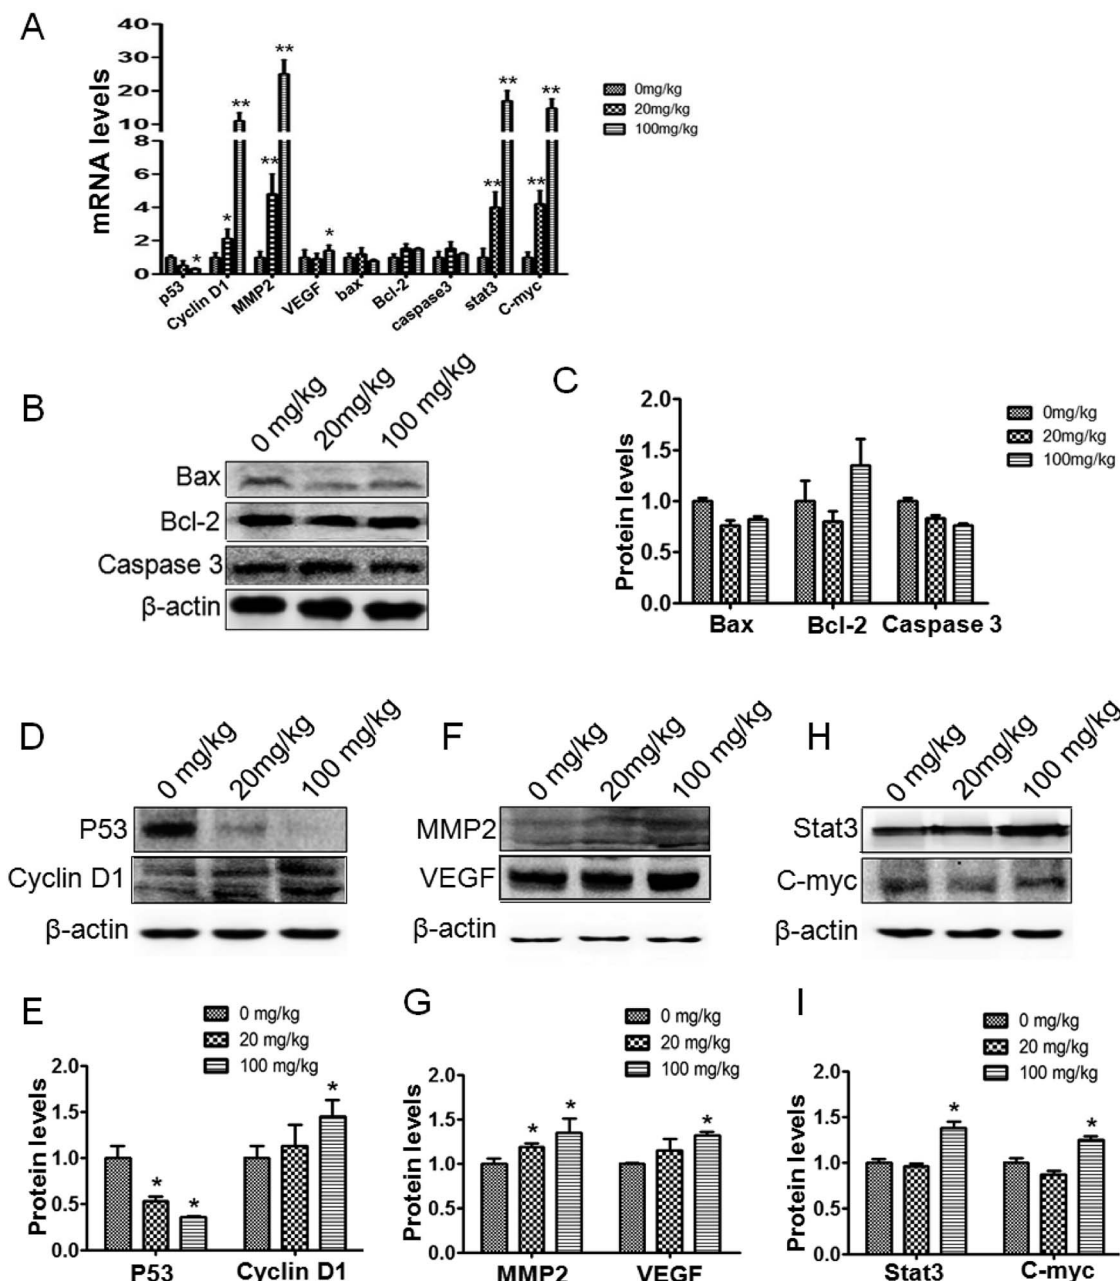 A
mRNA levels
40
30
20
10
8
6
4
2
0
** ** ** **
** * ** ** * *
p53 Cyclin D1 MMP2 VEGF bax Bcl-2 caspase3 stat3 C-myc
0mg/kg
20mg/kg
100mg/kg
B
0 mg/kg 20mg/kg 100 mg/kg
Bax
Bcl-2
Caspase 3
β-actin
C
Protein levels
2.0
1.5
1.0
0.5
0.0
Bax Bcl-2 Caspase 3
0mg/kg
20mg/kg
100mg/kg
D
0 mg/kg 20mg/kg 100 mg/kg
P53
Cyclin D1
β-actin
F
0 mg/kg 20mg/kg 100 mg/kg
MMP2
VEGF
β-actin
H
0 mg/kg 20mg/kg 100 mg/kg
Stat3
C-myc
β-actin
E
0 mg/kg
20 mg/kg
100 mg/kg
Protein levels
2.0
1.5
1.0
0.5
0.0
* * *
P53 Cyclin D1
G
0 mg/kg
20 mg/kg
100 mg/kg
Protein levels
2.0
1.5
1.0
0.5
0.0
* * *
MMP2 VEGF
I
0 mg/kg
20 mg/kg
100 mg/kg
Protein levels
2.0
1.5
1.0
0.5
0.0
* *
Stat3 C-myc